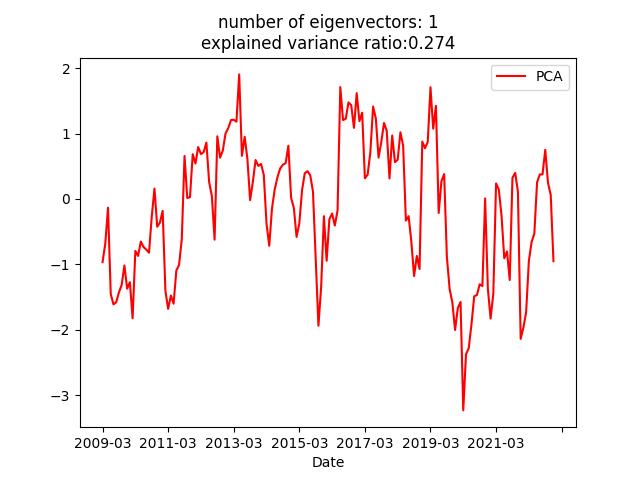 number of eigenvectors: 1
explained variance ratio:0.274
PCA
2
1
0
−1
−2
−3
2009-03 2011-03 2013-03 2015-03 2017-03 2019-03 2021-03
Date